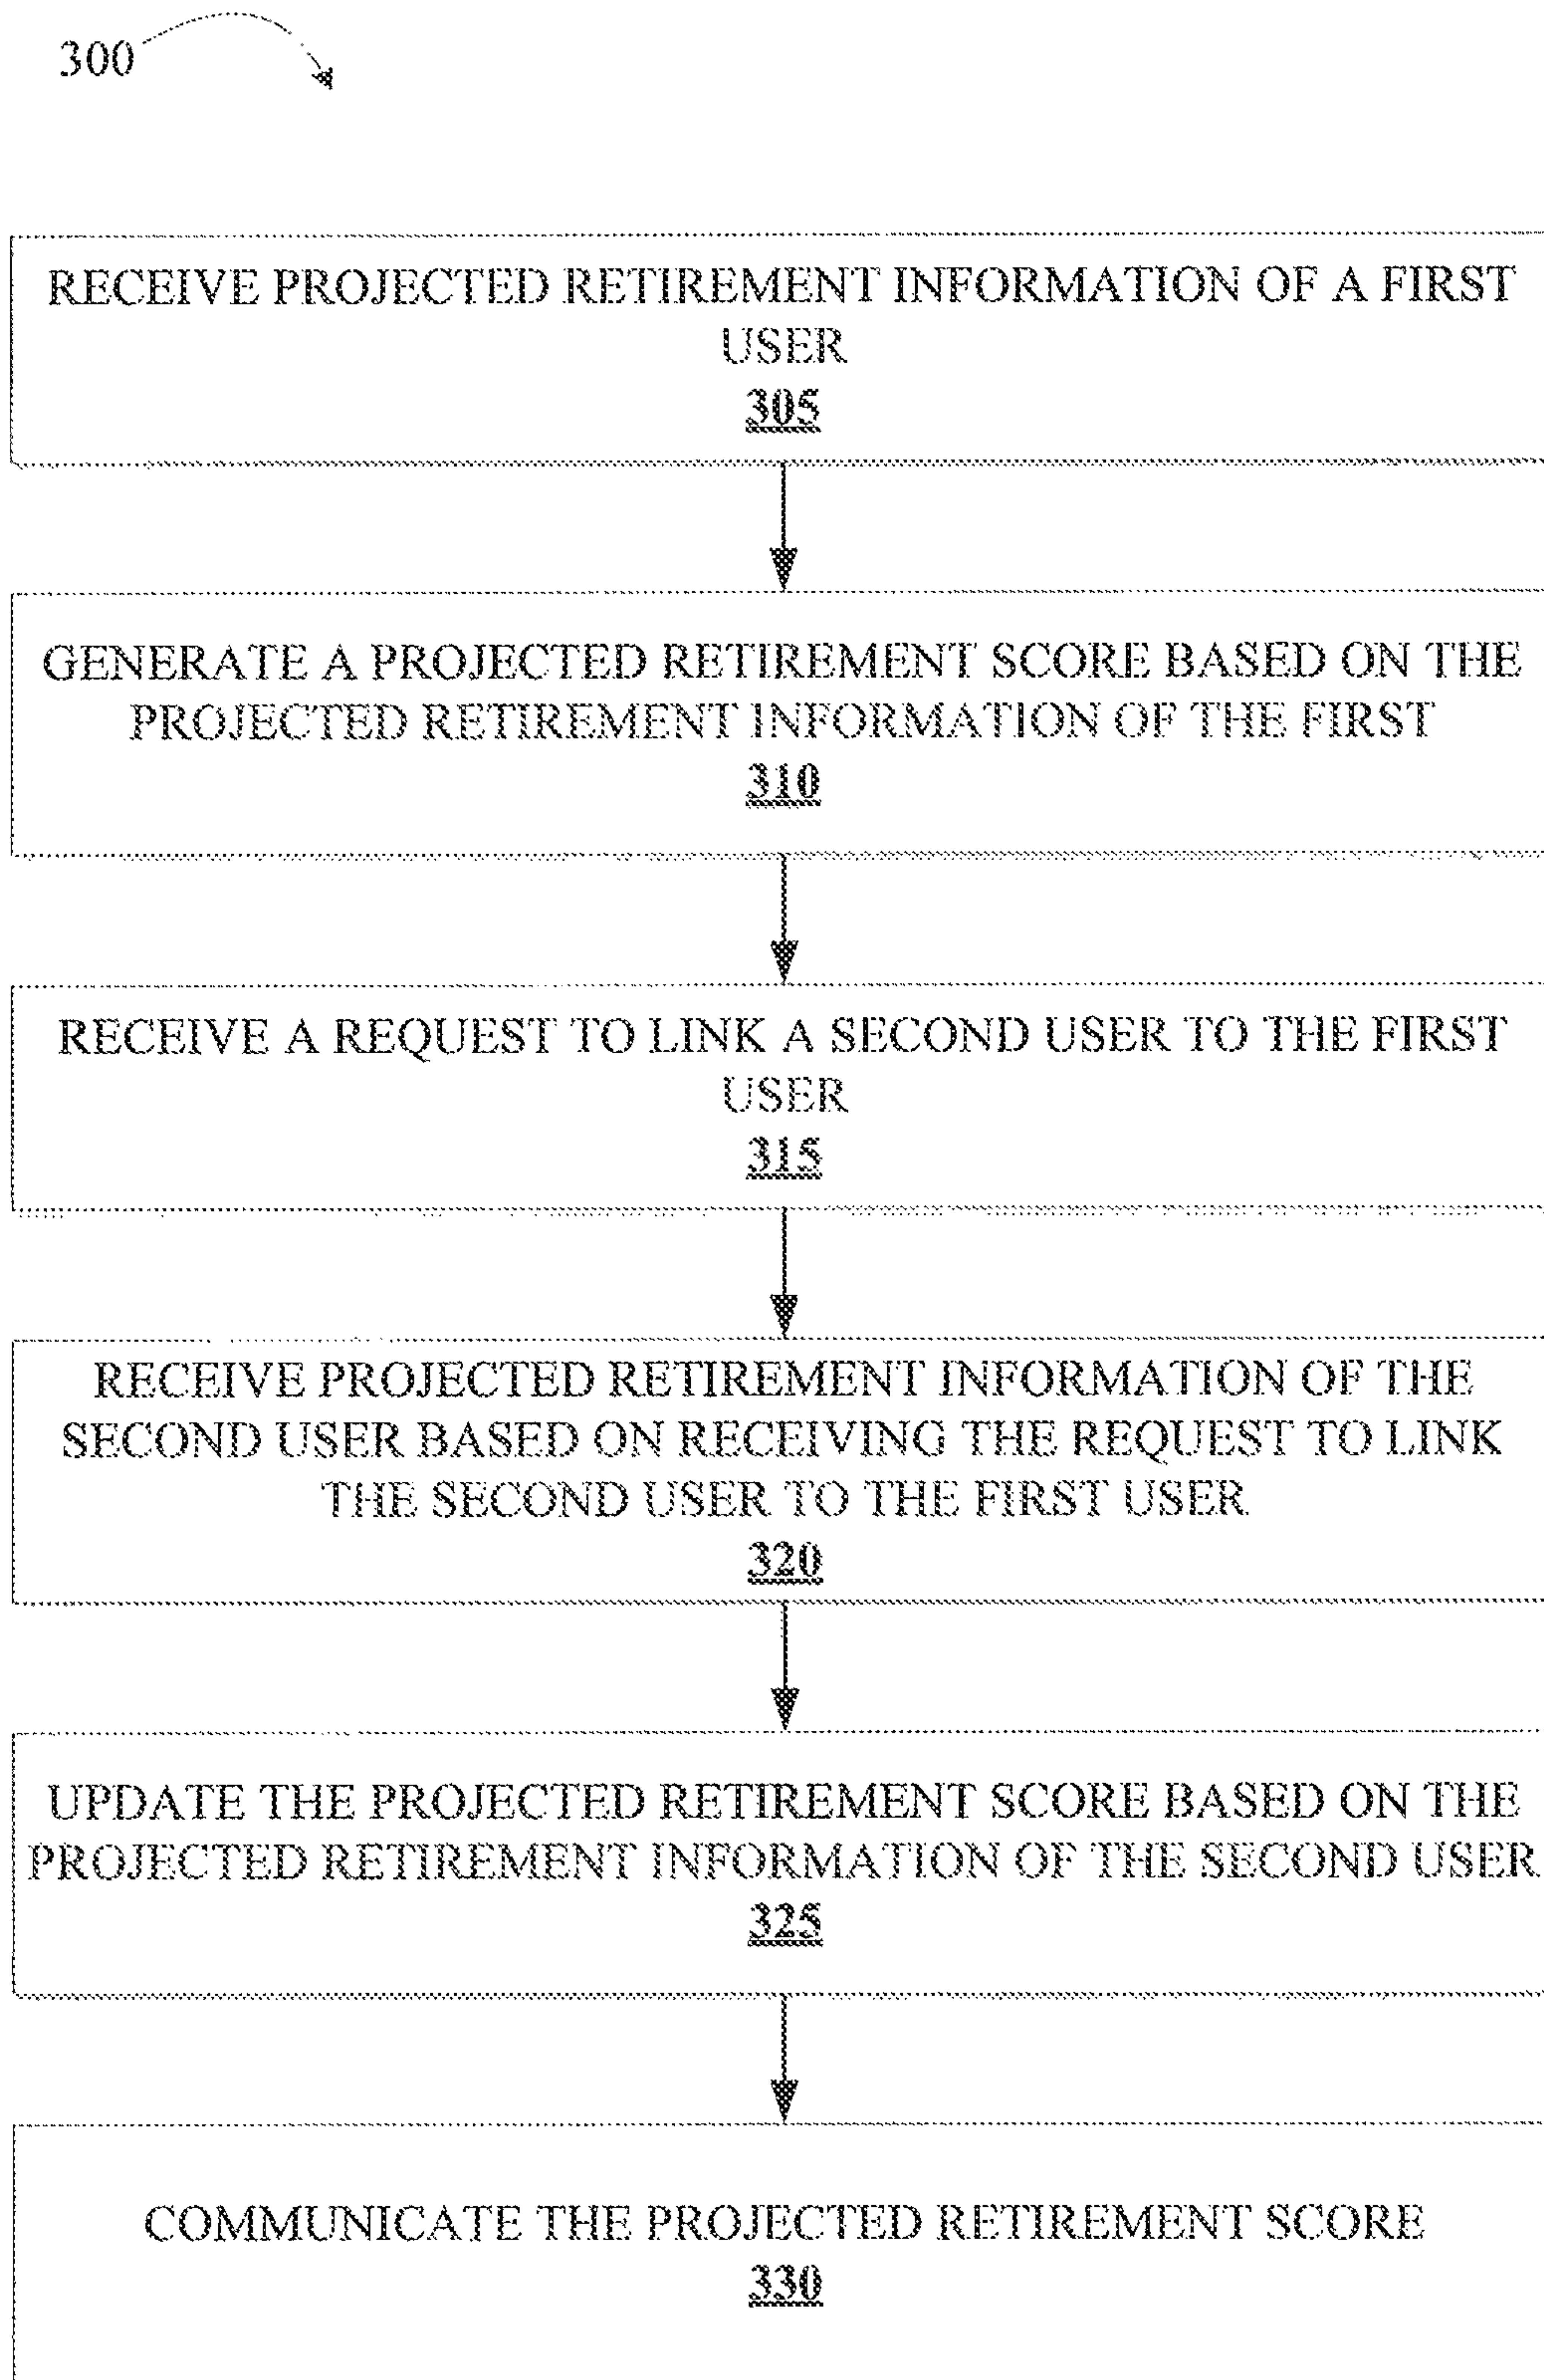 300
RECEIVE PROJECTED RETIREMENT INFORMATION OF A FIRST
USER
305
GENERATE A PROJECTED RETIREMENT SCORE BASED ON THE
PROJECTED RETIREMENT INFORMATION OF THE FIRST
310
RECEIVE A REQUEST TO LINK A SECOND USER TO THE FIRST
USER
315
RECEIVE PROJECTED RETIREMENT INFORMATION OF THE
SECOND USER BASED ON RECEIVING THE REQUEST TO LINK
THE SECOND USER TO THE FIRST USER
320
UPDATE THE PROJECTED RETIREMENT SCORE BASED ON THE
PROJECTED RETIREMENT INFORMATION OF THE SECOND USER
325
COMMUNICATE THE PROJECTED RETIREMENT SCORE
330